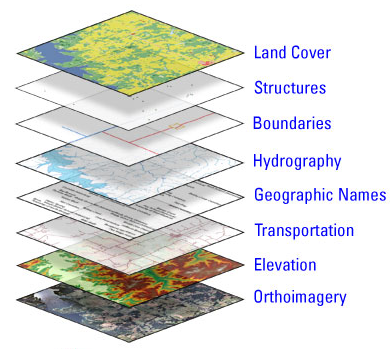 Land Cover
Structures
Boundaries
Hydrography
Geographic Names
Transportation
Elevation
Orthoimagery